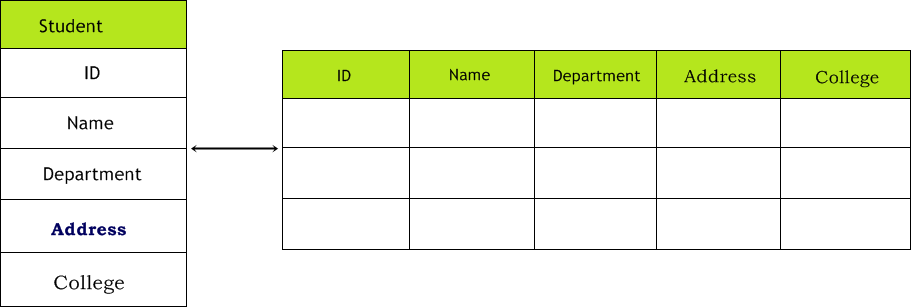 Student
ID
Name
Department
Address
College
ID Name Department Address College